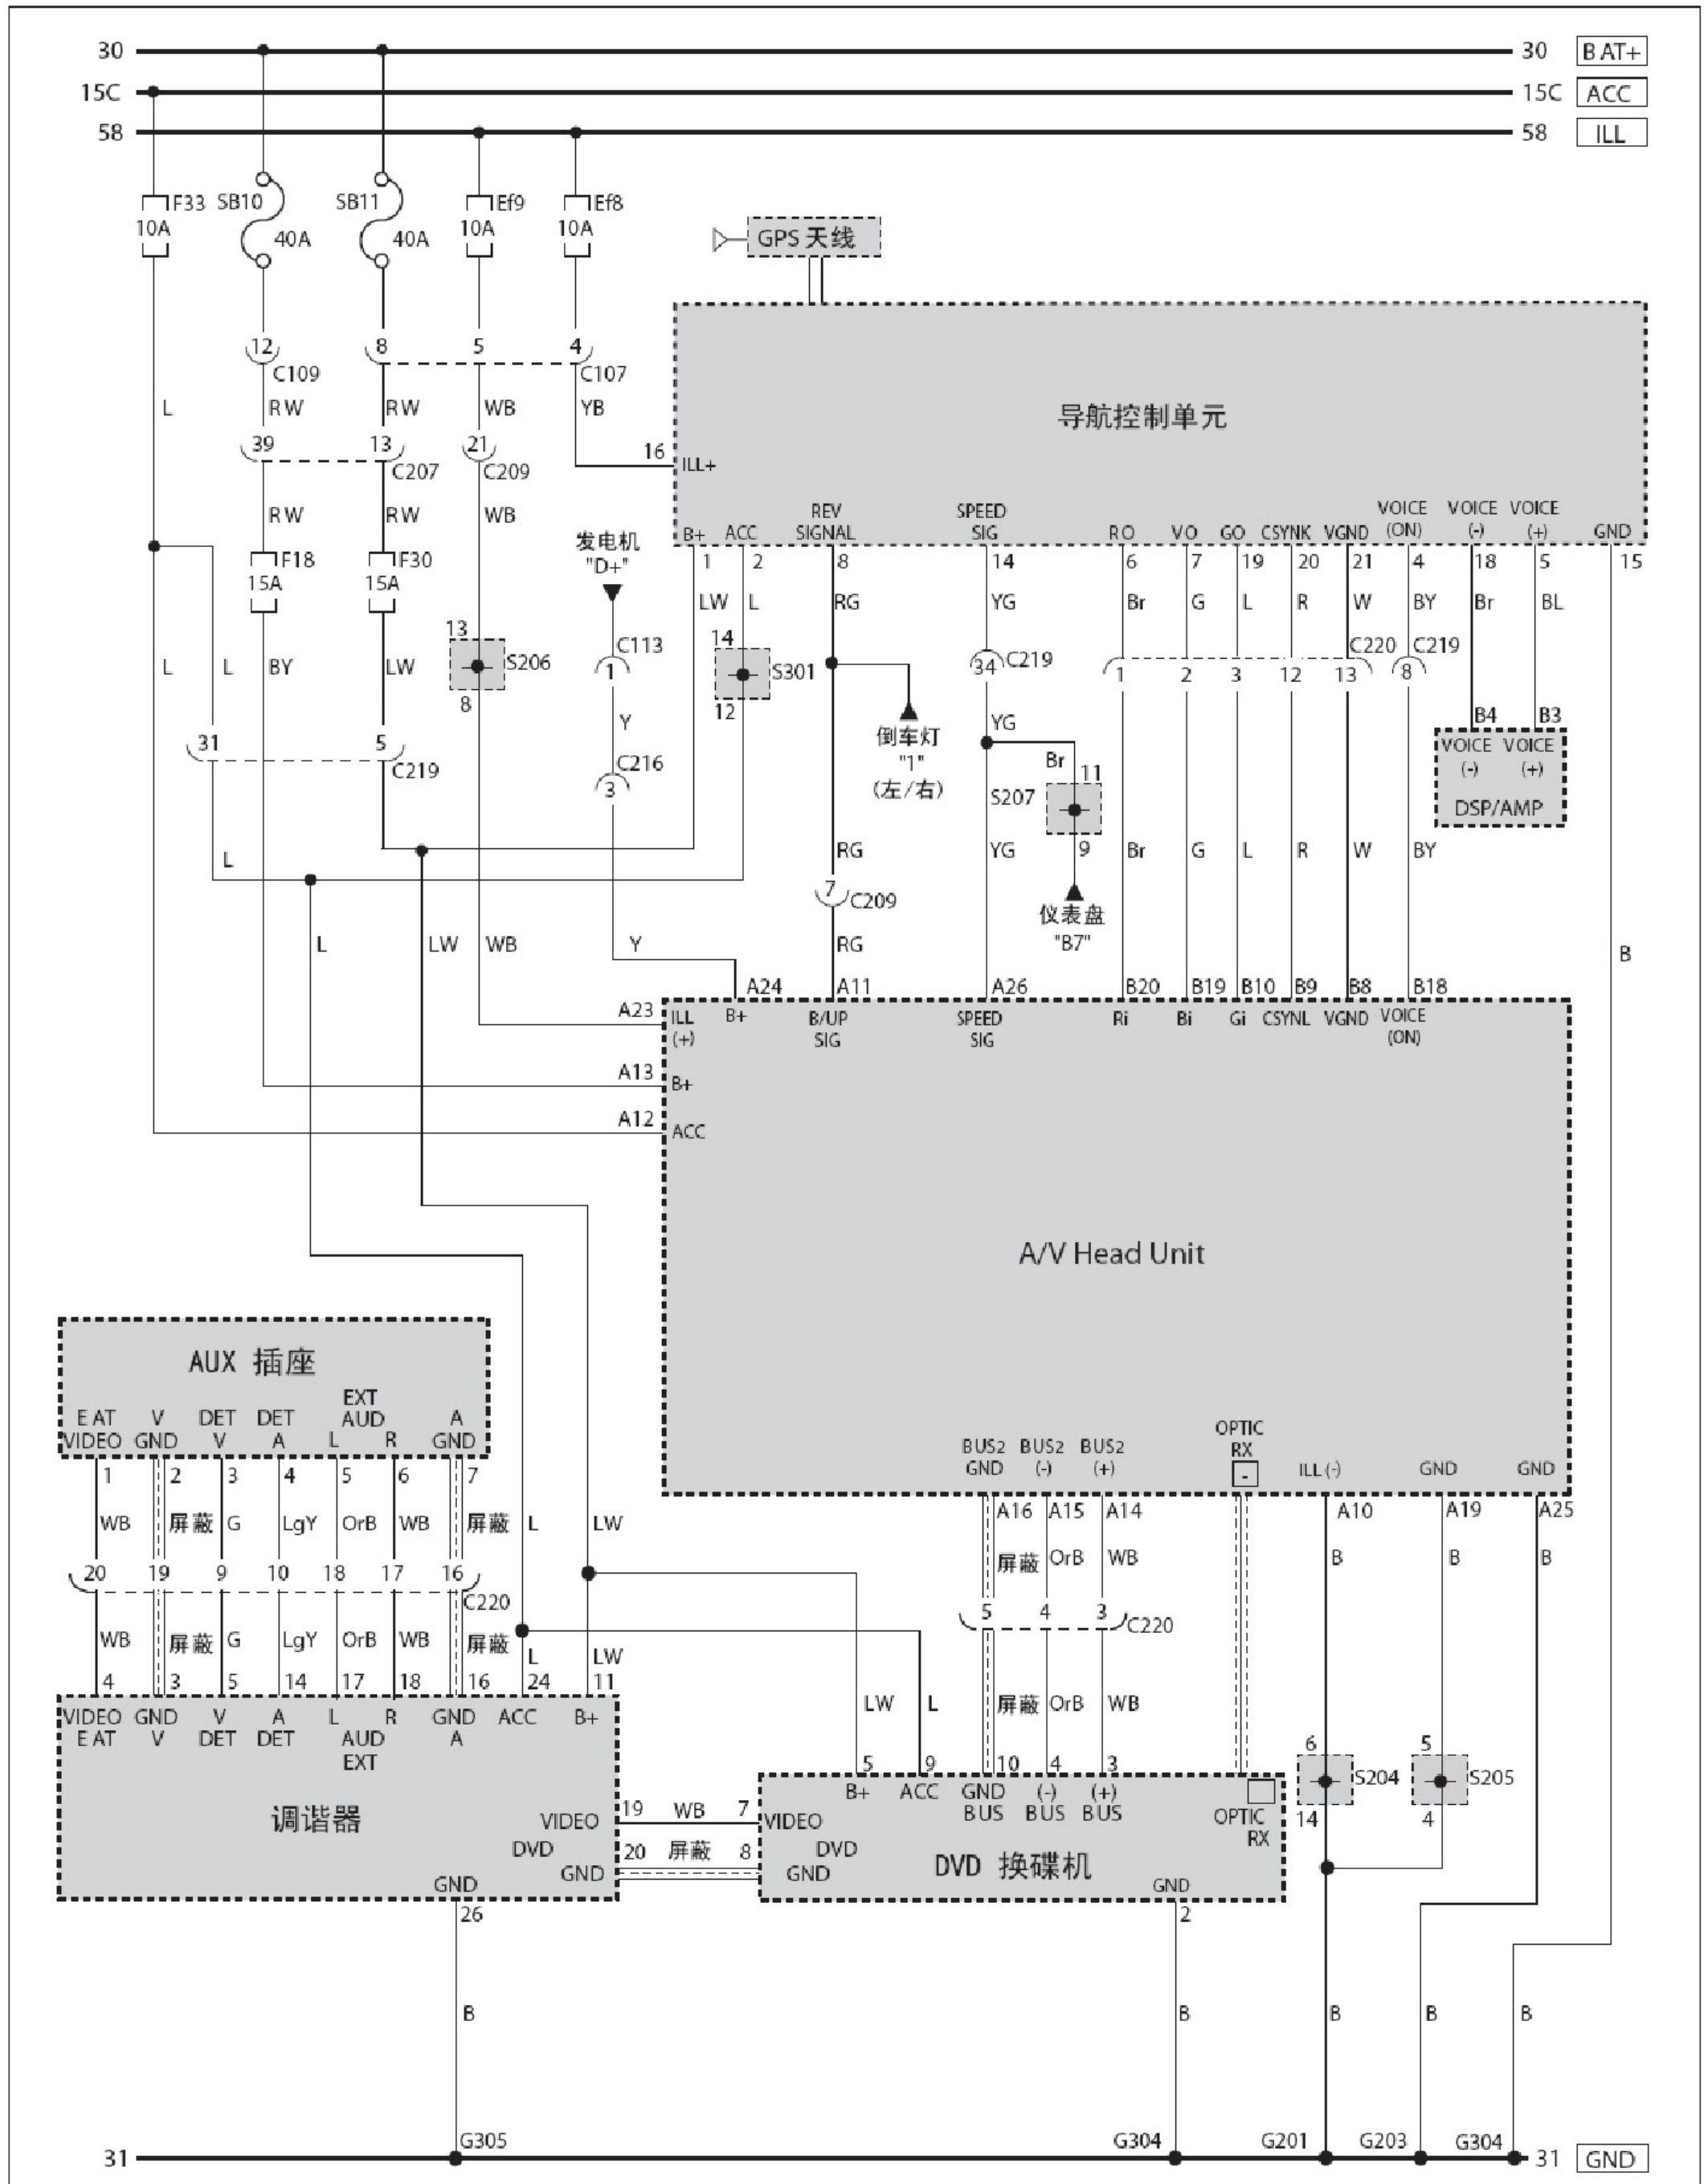 30 30 BAT+
15C 15C ACC
58 58 ILL
F33 SB10 SB11 Ef9 Ef8
10A 40A 40A 10A 10A
GPS 天线
12 8 5 4
C109 C107
L RW RW WB YB
导航控制单元
39 13 21 16 ILL+
C207 C209
RW RW WB
REV SPEED VOICE VOICE VOICE
B+ ACC SIGNAL SIG RO VO GO CSYNK VGND (ON) (-) (+) GND
发电机
"D+"
F18 F30
15A 15A
1 2 8 14 6 7 19 20 21 4 18 5 15
LW L RG YG Br G L R W BY Br BL
13 C113 14 C220 C219
L L BY LW S206 1 S301 34 C219 1 2 3 12 13 8
8 12
Y YG B4 B3
31 5 倒车灯 VOICE VOICE
C219 C216 "1" Br 11 (-) (+)
3 (左/右) S207 DSP/AMP
L RG YG 9 Br G L R W BY
7 C209 仪表盘
L LW WB Y RG "B7" B
A24 A11 A26 B20 B19 B10 B9 B8 B18
A23 ILL B+ B/UP SPEED Ri Bi Gi CSYNL VGND VOICE
(+) SIG SIG (ON)
A13 B+
A12 ACC
A/V Head Unit
AUX 插座
EXT
EAT V DET DET AUD A
VIDEO GND V A L R GND
OPTIC
BUS2 BUS2 BUS2 RX
GND (-) (+) - ILL (-) GND GND
1 2 3 4 5 6 7
A16 A15 A14 A10 A19 A25
WB 屏蔽 G LgY OrB WB 屏蔽 L LW
屏蔽 OrB WB B B B
20 19 9 10 18 17 16
C220
5 4 3 C220
WB 屏蔽 G LgY OrB WB 屏蔽 L LW
4 3 5 14 17 18 16 24 11
LW L 屏蔽 OrB WB
VIDEO GND V A L R GND ACC B+
EAT V DET DET AUD A
EXT
5 9 10 4 3 6 5
B+ ACC GND (-) (+) S204 S205
BUS BUS BUS
调谐器
VIDEO 19 WB 7 VIDEO OPTIC 14 4
RX
DVD 20 屏蔽 8 DVD
GND GND DVD 换碟机
GND GND
26 2
B B B B B
G305 G304 G201 G203 G304
31 31 GND